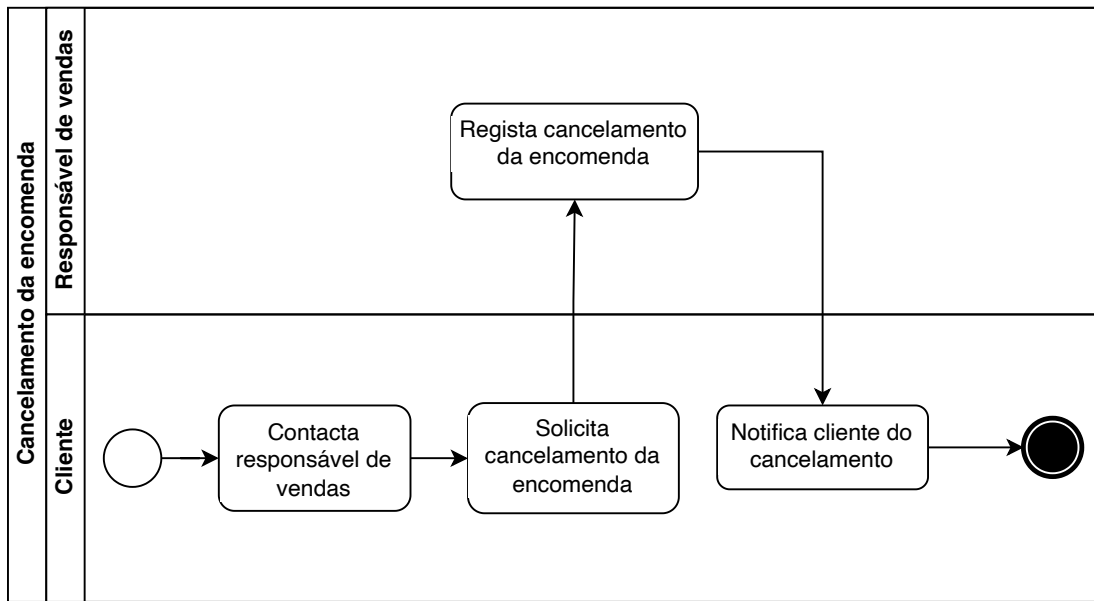 Cancelamento da encomenda
Responsável de vendas
Regista cancelamento
da encomenda
Cliente
Contacta
responsável de
vendas
Solicita
cancelamento da
encomenda
Notifica cliente do
cancelamento